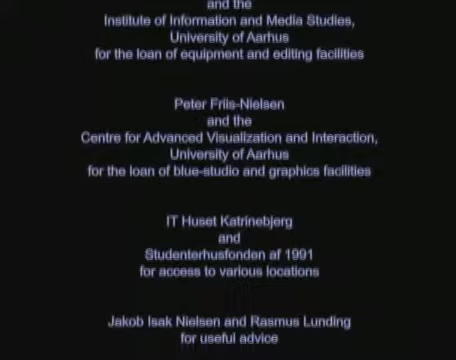 and the
Institute of Information and Media Studies,
University of Aarhus
for the loan of equipment and editing facilities
Peter Friis-Nielsen
and the
Centre for Advanced Visualization and Interaction,
University of Aarhus
for the loan of blue-studio and graphics facilities
IT Huset Katrinebjerg
and
Studenterhusfonden af 1991
for access to various locations
Jakob Isak Nielsen and Rasmus Lunding
for useful advice